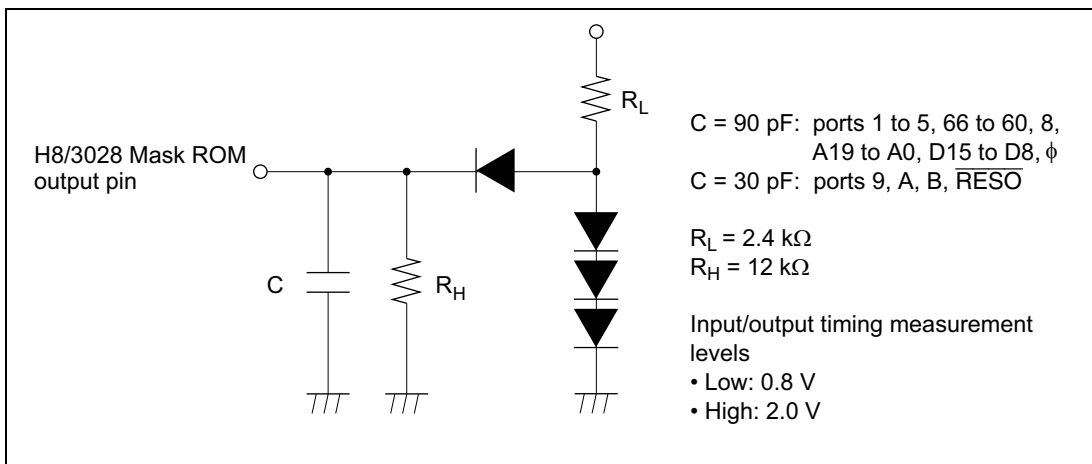 R_L
H8/3028 Mask ROM
output pin
C
R_H
C = 90 pF: ports 1 to 5, 66 to 60, 8,
A19 to A0, D15 to D8, ϕ
C = 30 pF: ports 9, A, B, R̅E̅S̅O̅
R_L = 2.4 kΩ
R_H = 12 kΩ
Input/output timing measurement
levels
• Low: 0.8 V
• High: 2.0 V